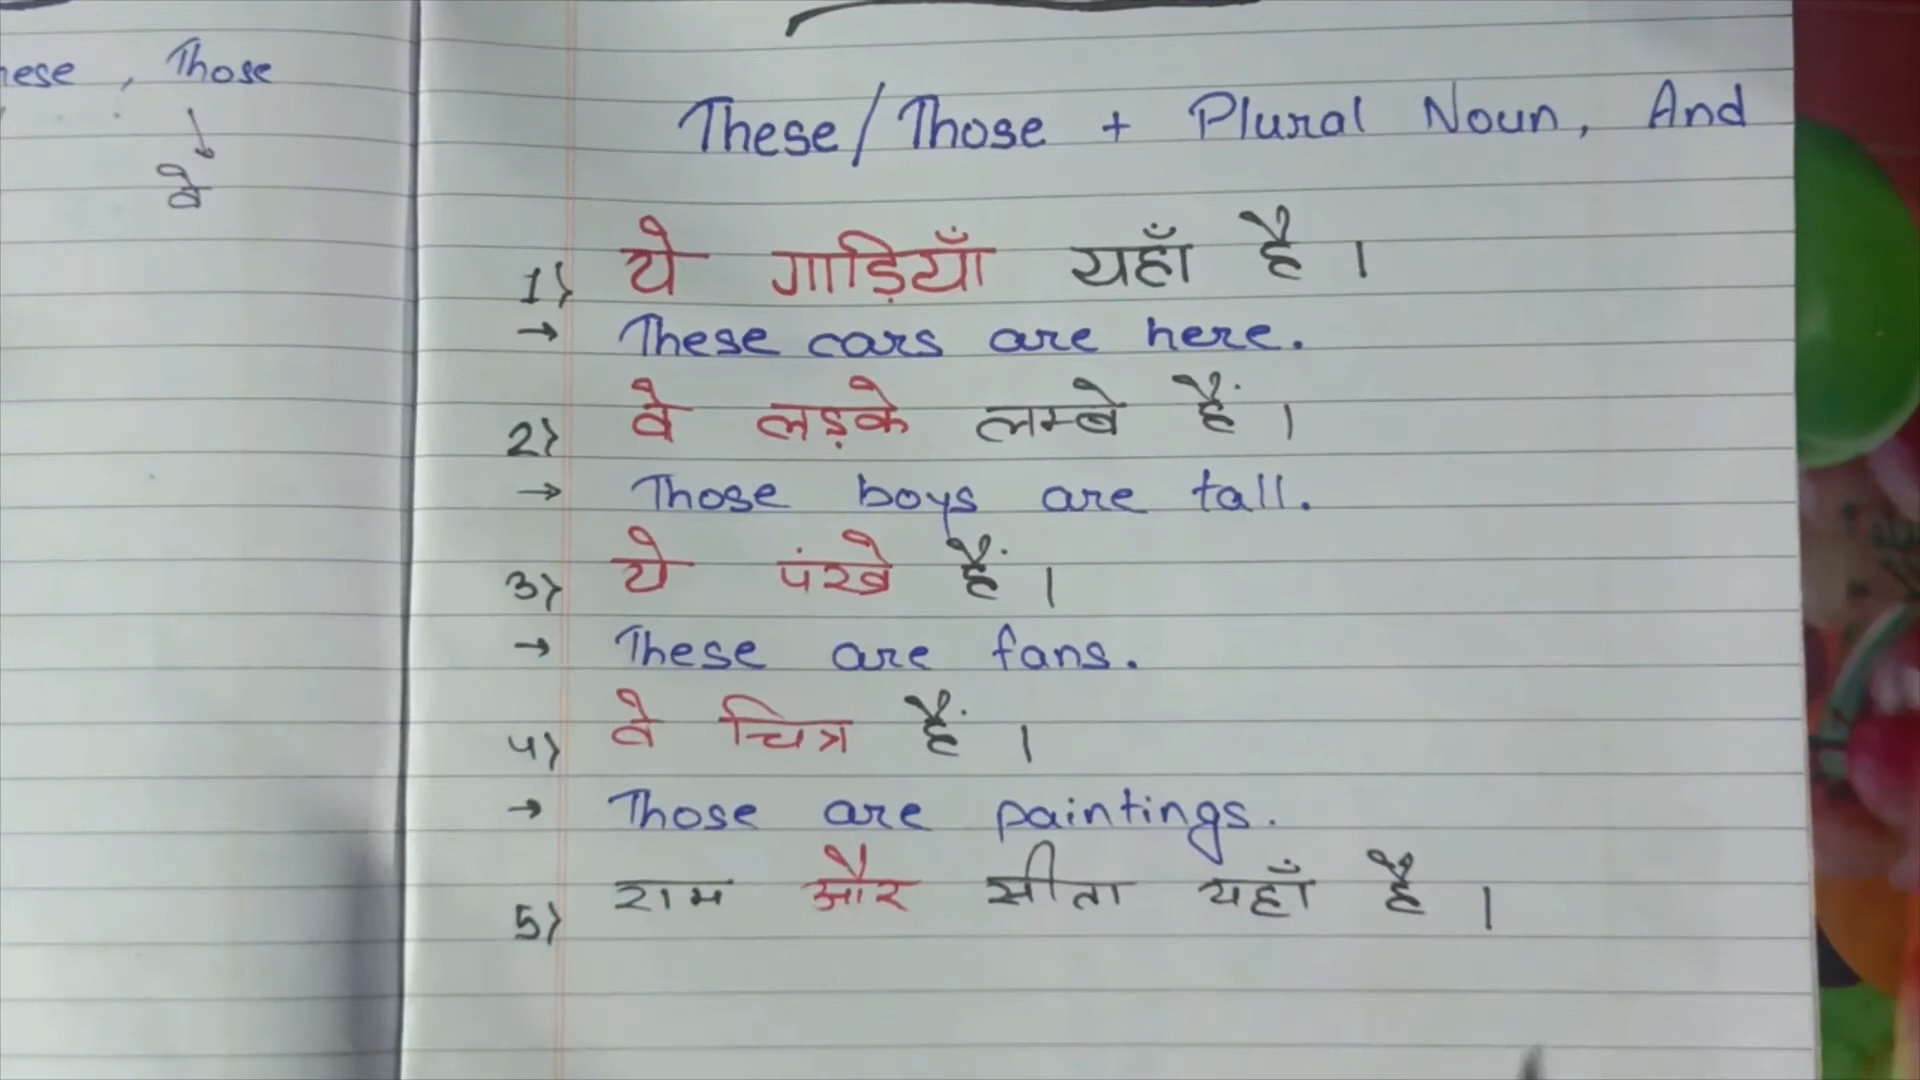 Those
वे
These/Those + Plural Noun, And
1) ये गाड़ियाँ यहाँ है ।
→ These cars are here.
2) वे लड़के लम्बे हैं ।
→ Those boys are tall.
3) ये पंखे हैं ।
→ These are fans.
4) वे चित्र हैं ।
→ Those are paintings.
5) राम और सीता यहाँ है ।